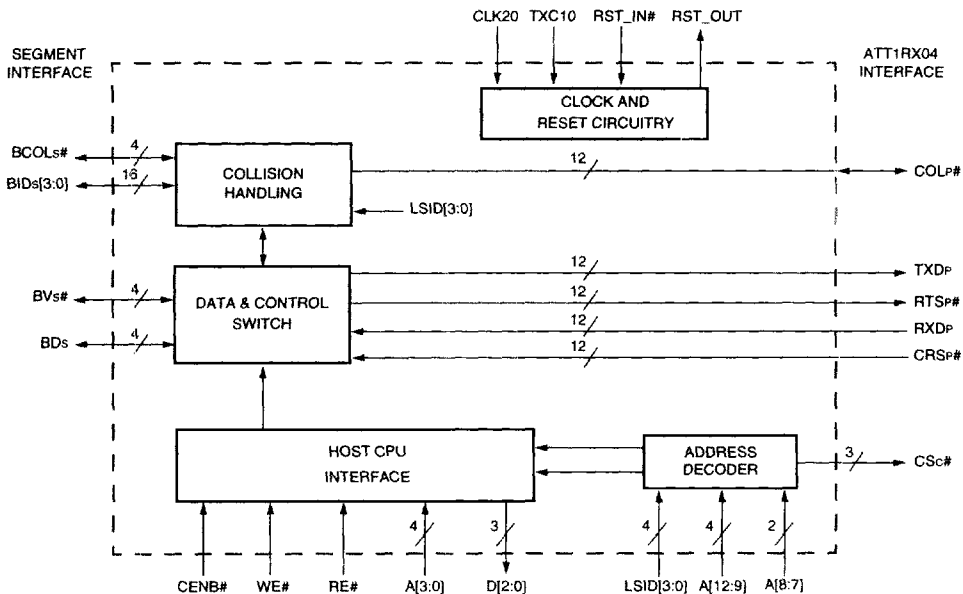 CLK20 TXC10 RST_IN# RST_OUT
SEGMENT
INTERFACE
ATT1RX04
INTERFACE
CLOCK AND
RESET CIRCUITRY
BCOLs#
4
BIDs[3:0]
16
COLLISION
HANDLING
12
COLP#
LSID[3:0]
BVs#
4
BDs
4
DATA & CONTROL
SWITCH
12
TXDP
12
RTSP#
12
RXDP
12
CRSP#
HOST CPU
INTERFACE
ADDRESS
DECODER
3
CSc#
4
3
4
4
2
CENB# WE# RE# A[3:0] D[2:0] LSID[3:0] A[12:9] A[8:7]